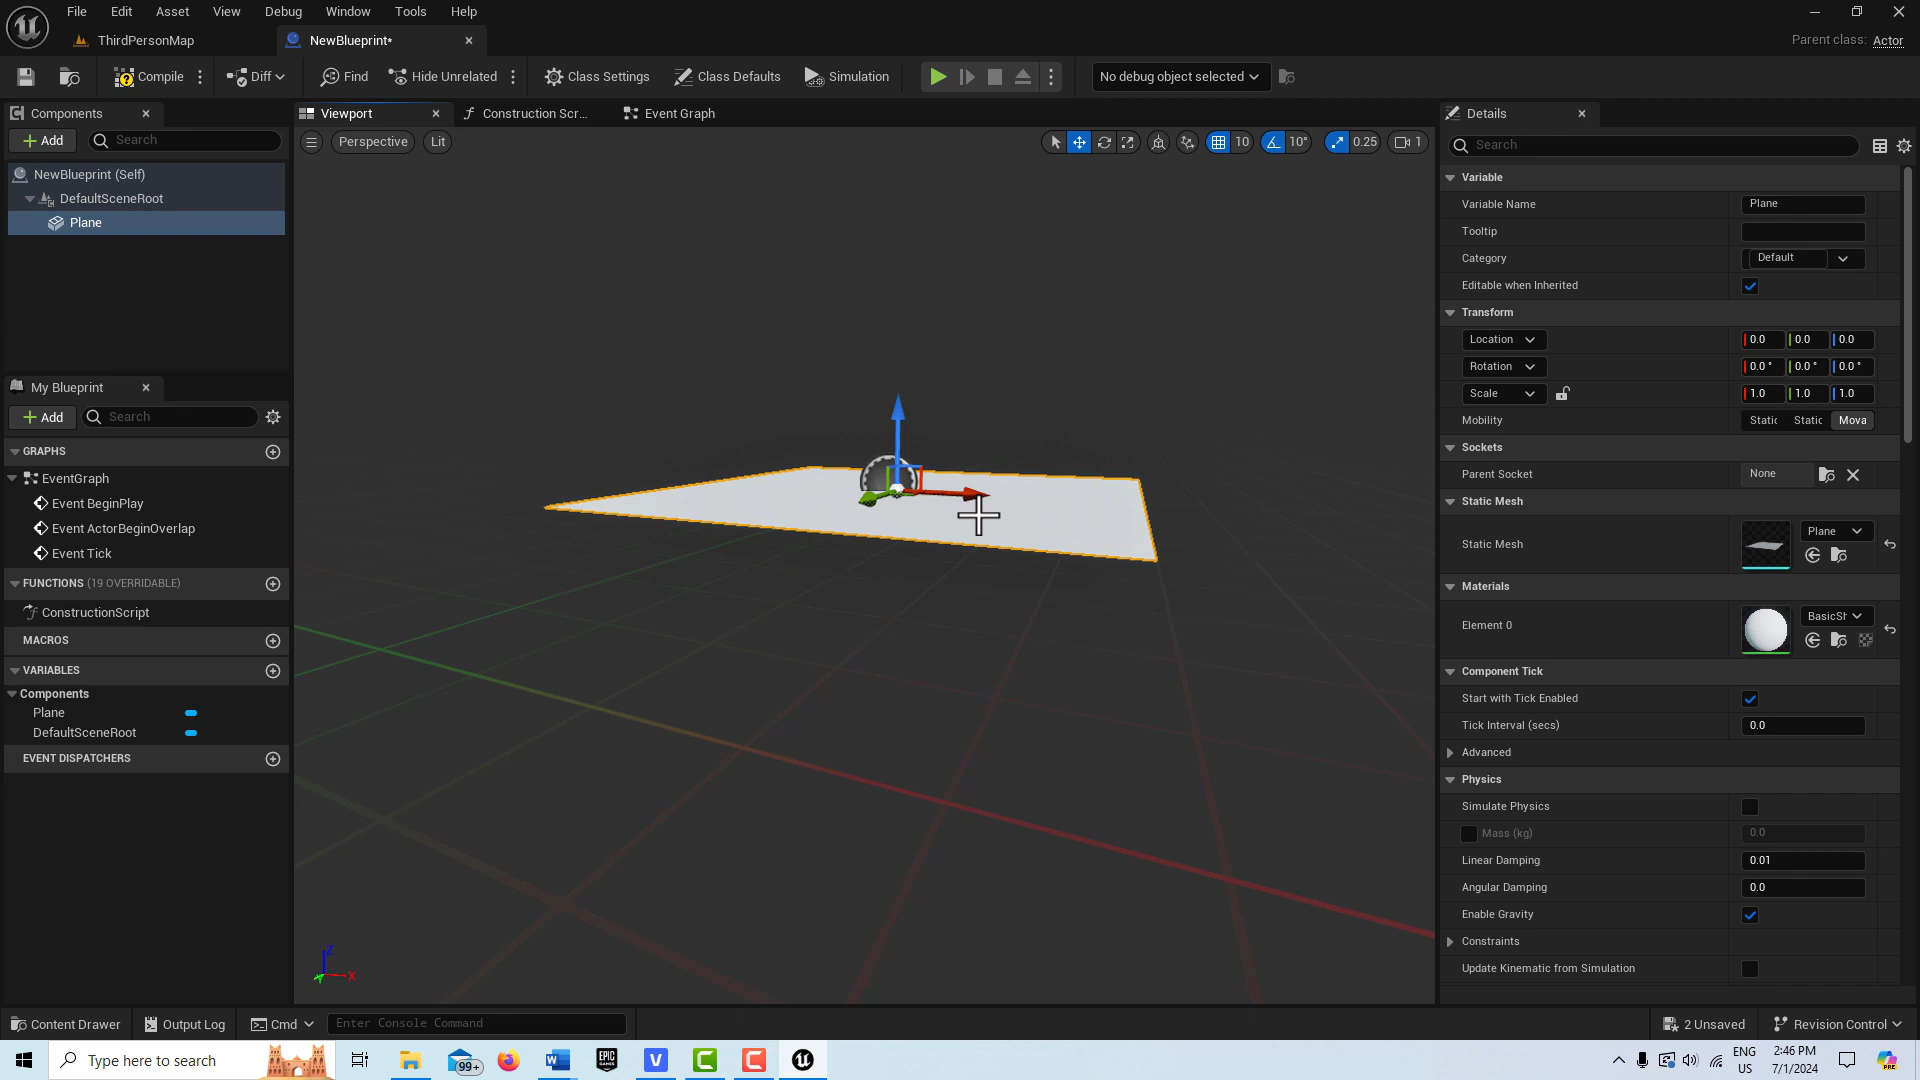 File Edit Asset View Debug Window Tools Help
ThirdPersonMap
NewBlueprint*
Parent class: Actor
Compile
Diff
Find
Hide Unrelated
Class Settings
Class Defaults
Simulation
No debug object selected
Components
Add
Search
NewBlueprint (Self)
DefaultSceneRoot
Plane
My Blueprint
Add
Search
GRAPHS
EventGraph
Event BeginPlay
Event ActorBeginOverlap
Event Tick
FUNCTIONS (19 OVERRIDABLE)
ConstructionScript
MACROS
VARIABLES
Components
Plane
DefaultSceneRoot
EVENT DISPATCHERS
Viewport
Construction Scr...
Event Graph
Perspective
Lit
10
10°
0.25
1
Z
X
Details
Search
Variable
Variable Name Plane
Tooltip
Category Default
Editable when Inherited
Transform
Location 0.0 0.0 0.0
Rotation 0.0 ° 0.0 ° 0.0 °
Scale 1.0 1.0 1.0
Mobility Static Static Mova
Sockets
Parent Socket None
Static Mesh
Static Mesh Plane
Materials
Element 0 BasicSh
Component Tick
Start with Tick Enabled
Tick Interval (secs) 0.0
Advanced
Physics
Simulate Physics
Mass (kg) 0.0
Linear Damping 0.01
Angular Damping 0.0
Enable Gravity
Constraints
Update Kinematic from Simulation
Content Drawer
Output Log
Cmd
Enter Console Command
2 Unsaved
Revision Control
Type here to search
99+
EPIC GAMES
ENG
US
2:46 PM
7/1/2024
PRE